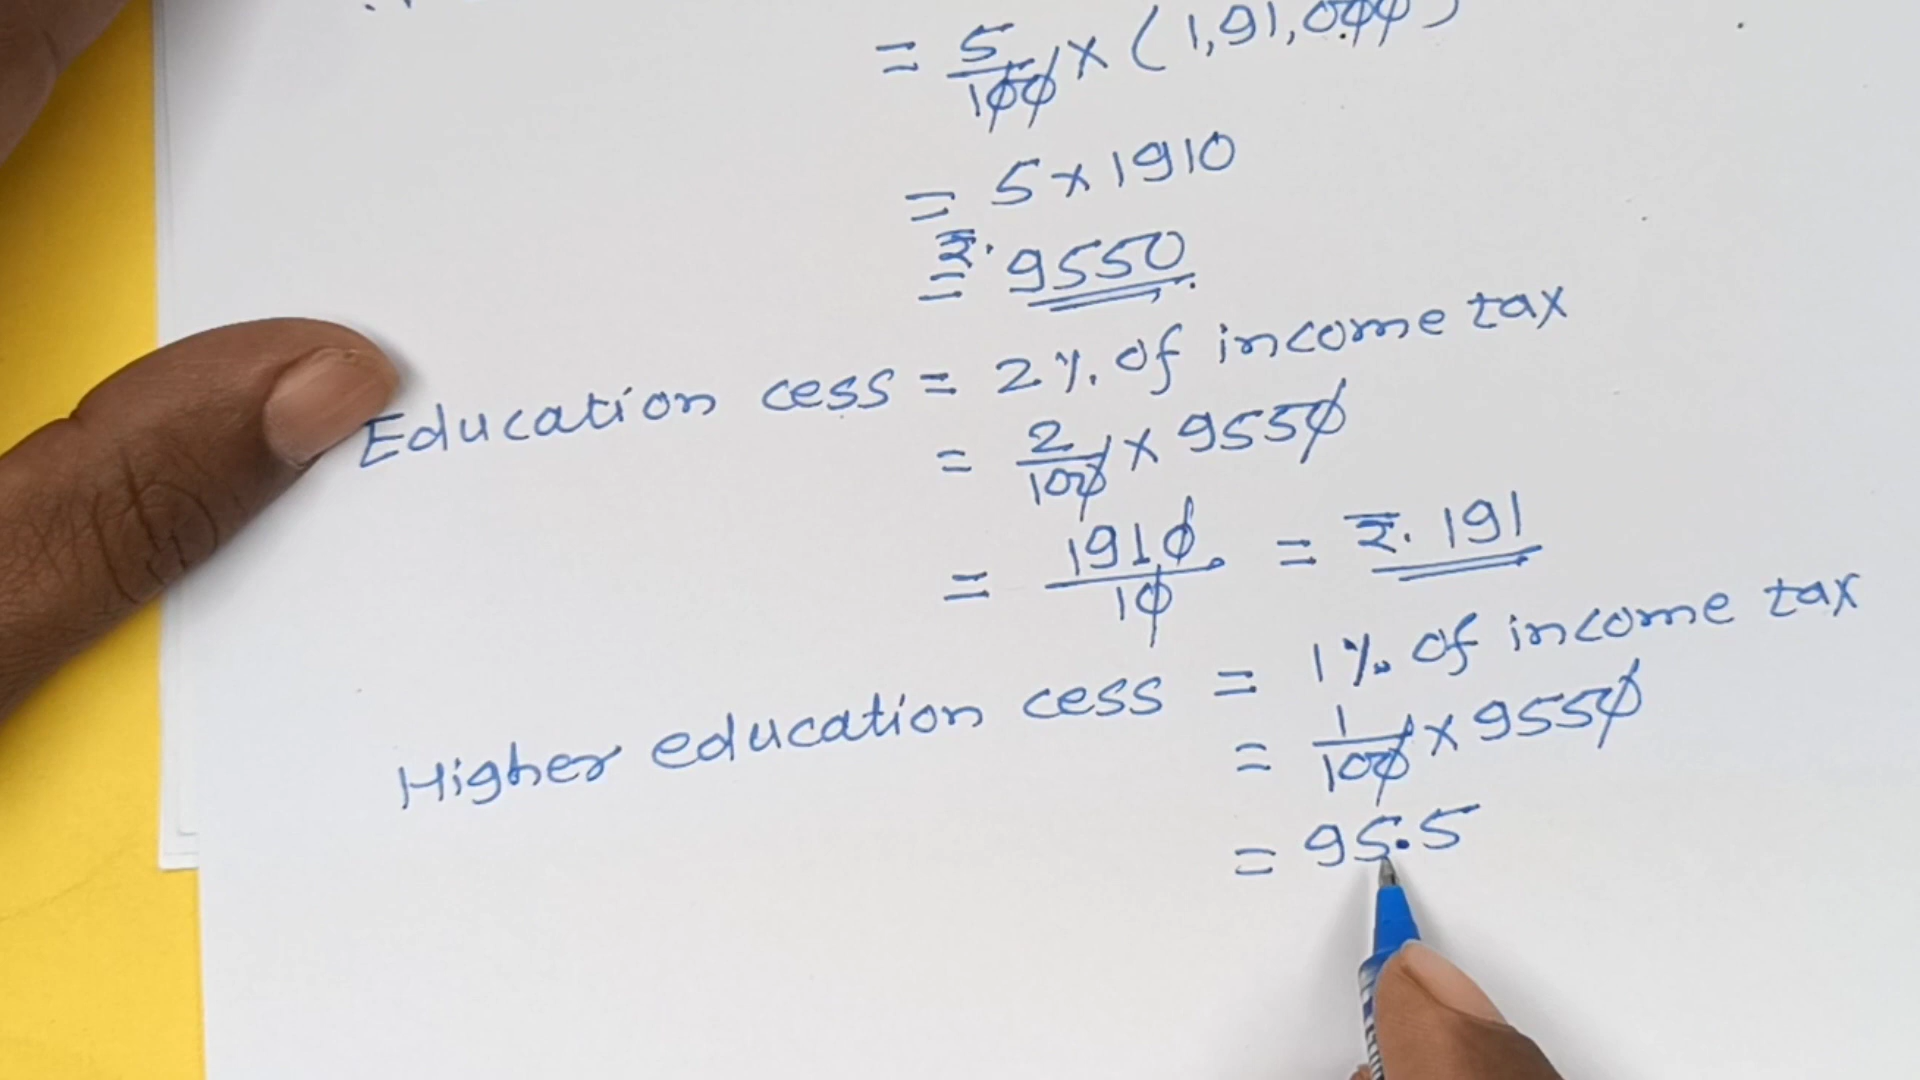 = 5/100 × (1,91,000)
= 5 × 1910
= ₹. 9550.
Education cess = 2%. of income tax
= 2/100 × 9550
= 1910/10 = ₹. 191
Higher education cess = 1%. of income tax
= 1/100 × 9550
= 95.5